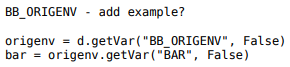 BB_ORIGENV - add example?
origenv = d.getVar("BB_ORIGENV", False)
bar = origenv.getVar("BAR", False)